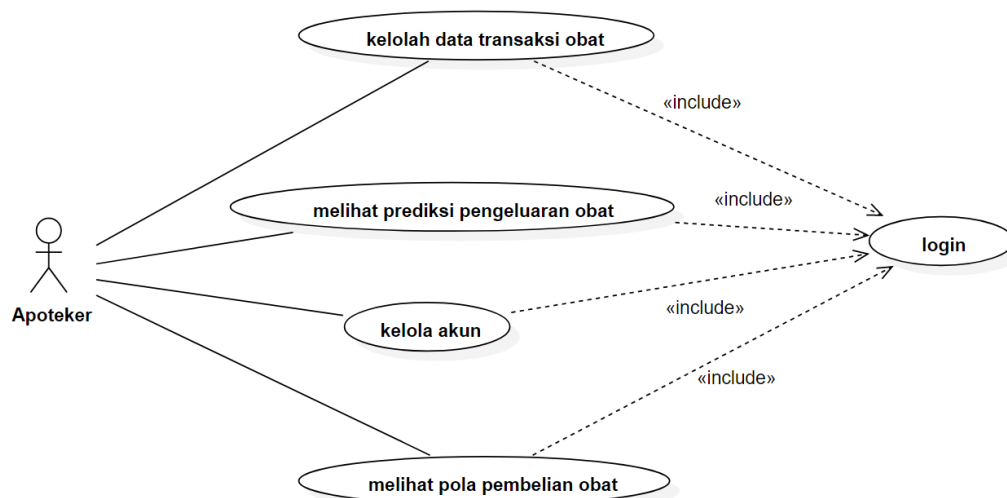 kelolah data transaksi obat
«include»
melihat prediksi pengeluaran obat
«include»
login
Apoteker
kelola akun
«include»
«include»
melihat pola pembelian obat